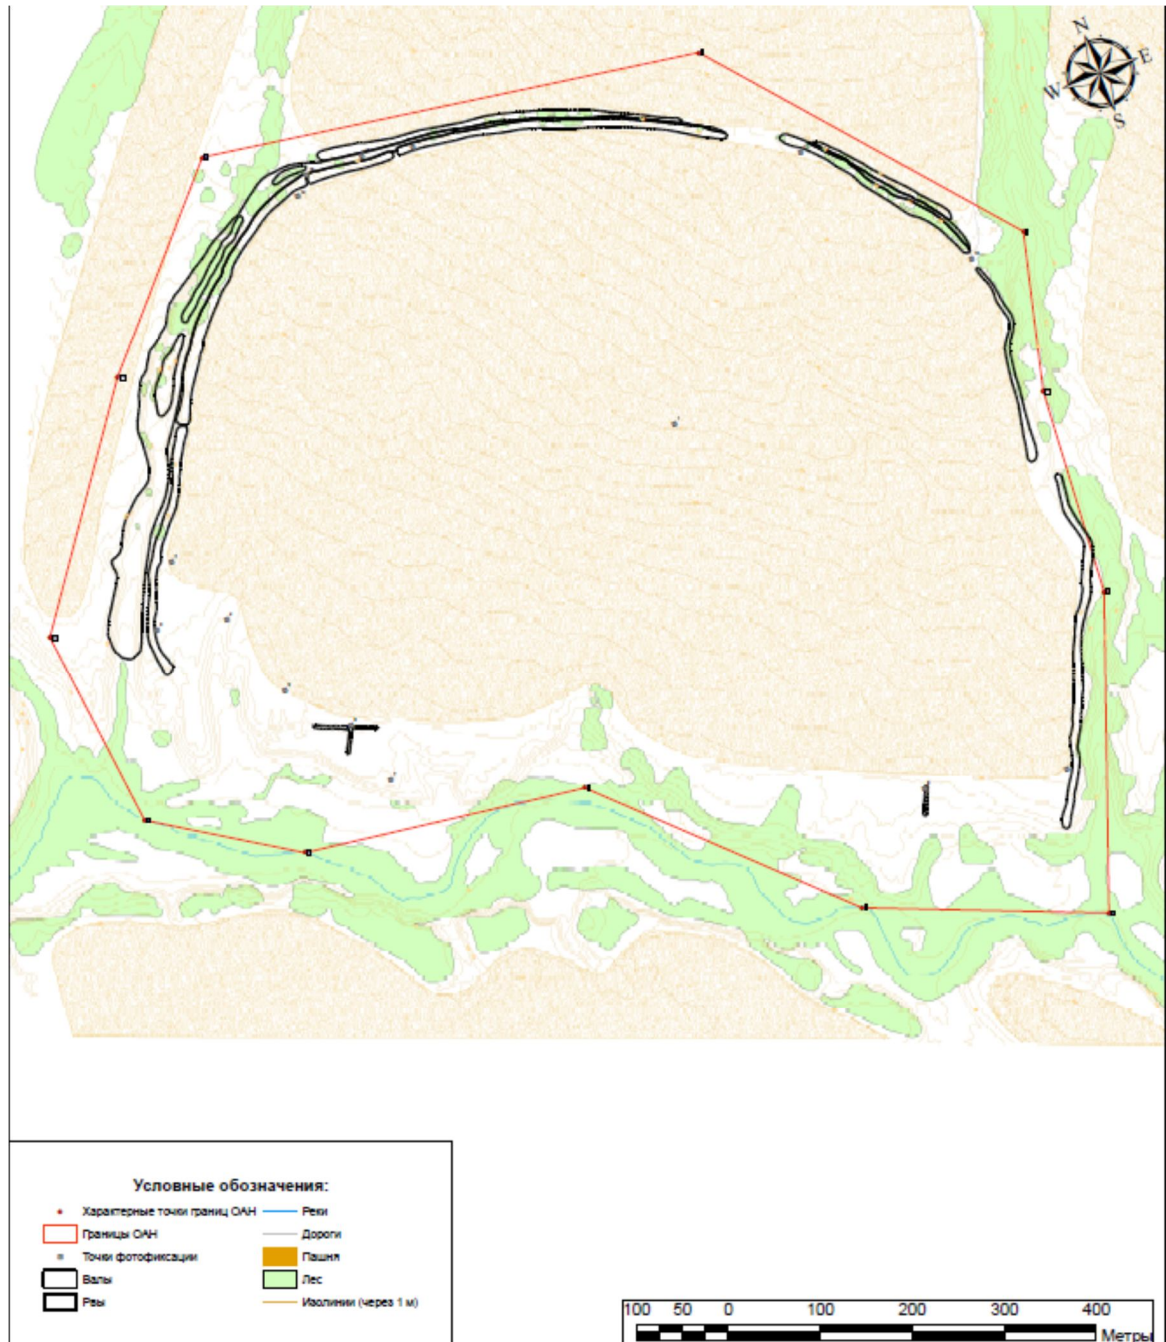 N
E
W
S
Условные обозначения:
Характерные точки границ ОАН
Границы ОАН
Точки фотофиксации
Валы
Рвы
Реки
Дороги
Пашня
Лес
Изолинии (через 1 м)
100 50 0 100 200 300 400
Метры